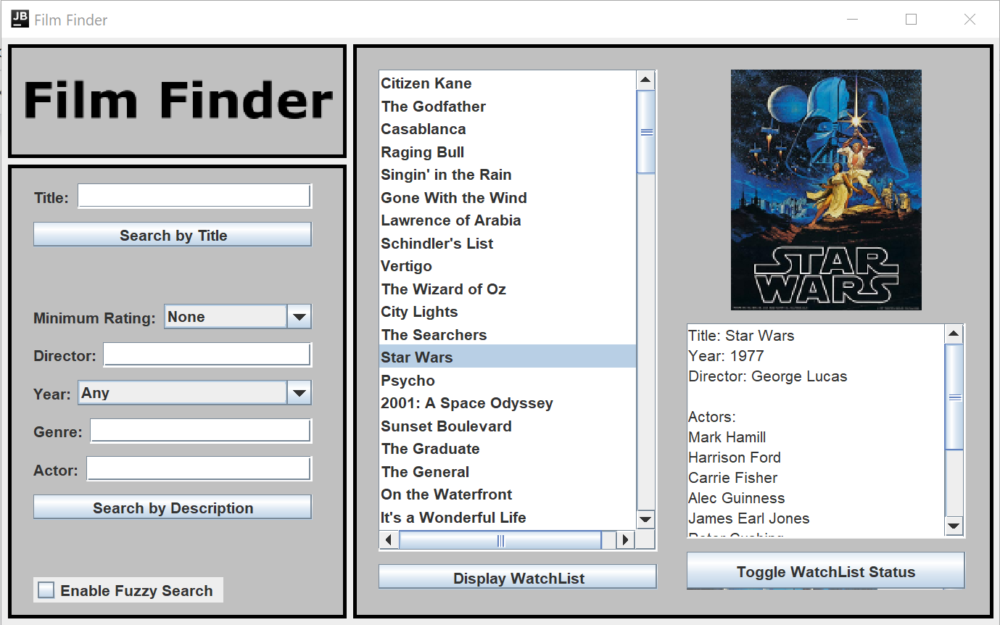 JB Film Finder
Film Finder
Title:
Search by Title
Minimum Rating: None
Director:
Year: Any
Genre:
Actor:
Search by Description
Enable Fuzzy Search
Citizen Kane
The Godfather
Casablanca
Raging Bull
Singin' in the Rain
Gone With the Wind
Lawrence of Arabia
Schindler's List
Vertigo
The Wizard of Oz
City Lights
The Searchers
Star Wars
Psycho
2001: A Space Odyssey
Sunset Boulevard
The Graduate
The General
On the Waterfront
It's a Wonderful Life
Display WatchList
STAR
WARS
Title: Star Wars
Year: 1977
Director: George Lucas
Actors:
Mark Hamill
Harrison Ford
Carrie Fisher
Alec Guinness
James Earl Jones
Peter Cushing
Toggle WatchList Status